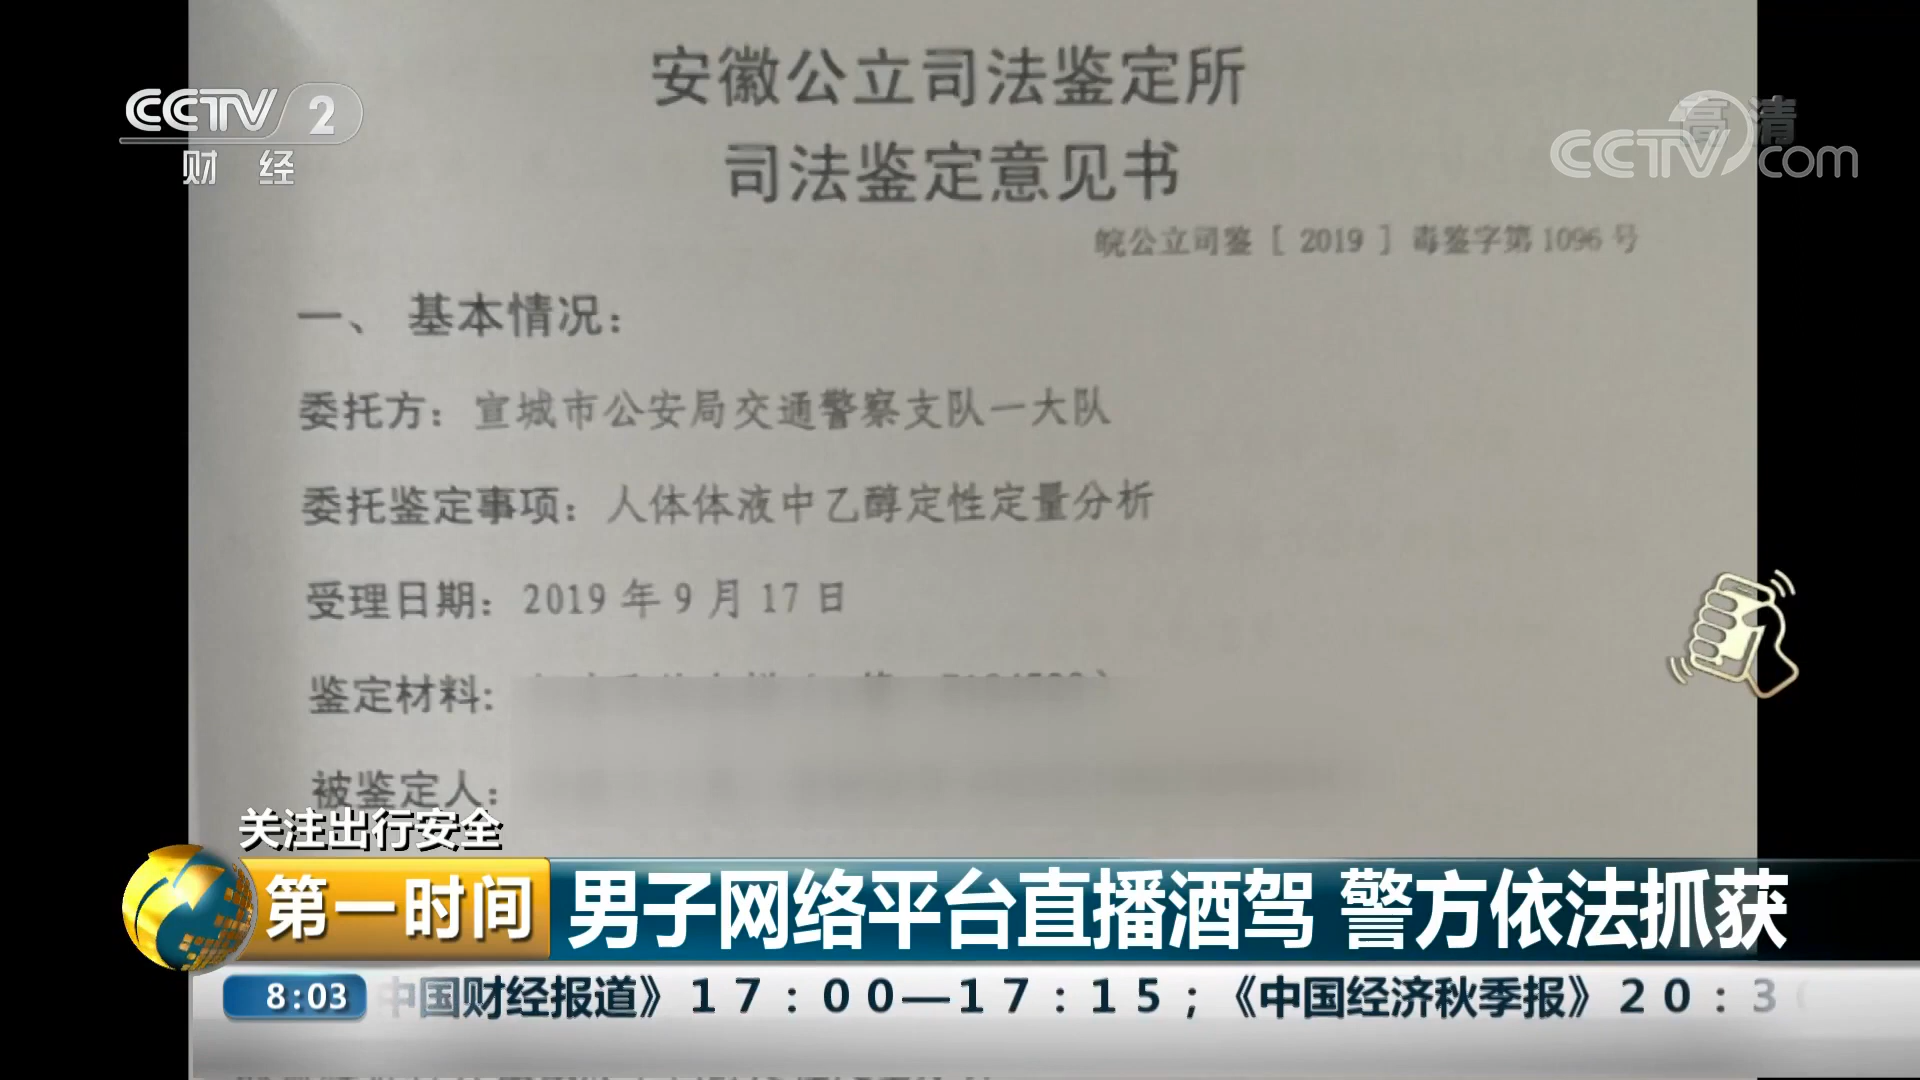 安徽公立司法鉴定所
CCTV 2
财 经
高清
CCTV.com
司法鉴定意见书
皖公立司鉴［2019］毒鉴字第1096号
一、基本情况：
委托方：宣城市公安局交通警察支队一大队
委托鉴定事项：人体体液中乙醇定性定量分析
受理日期：2019年9月17日
鉴定材料：
被鉴定人：
关注出行安全
第一时间
男子网络平台直播酒驾 警方依法抓获
8:03
中国财经报道》17：00—17：15；《中国经济秋季报》20：3